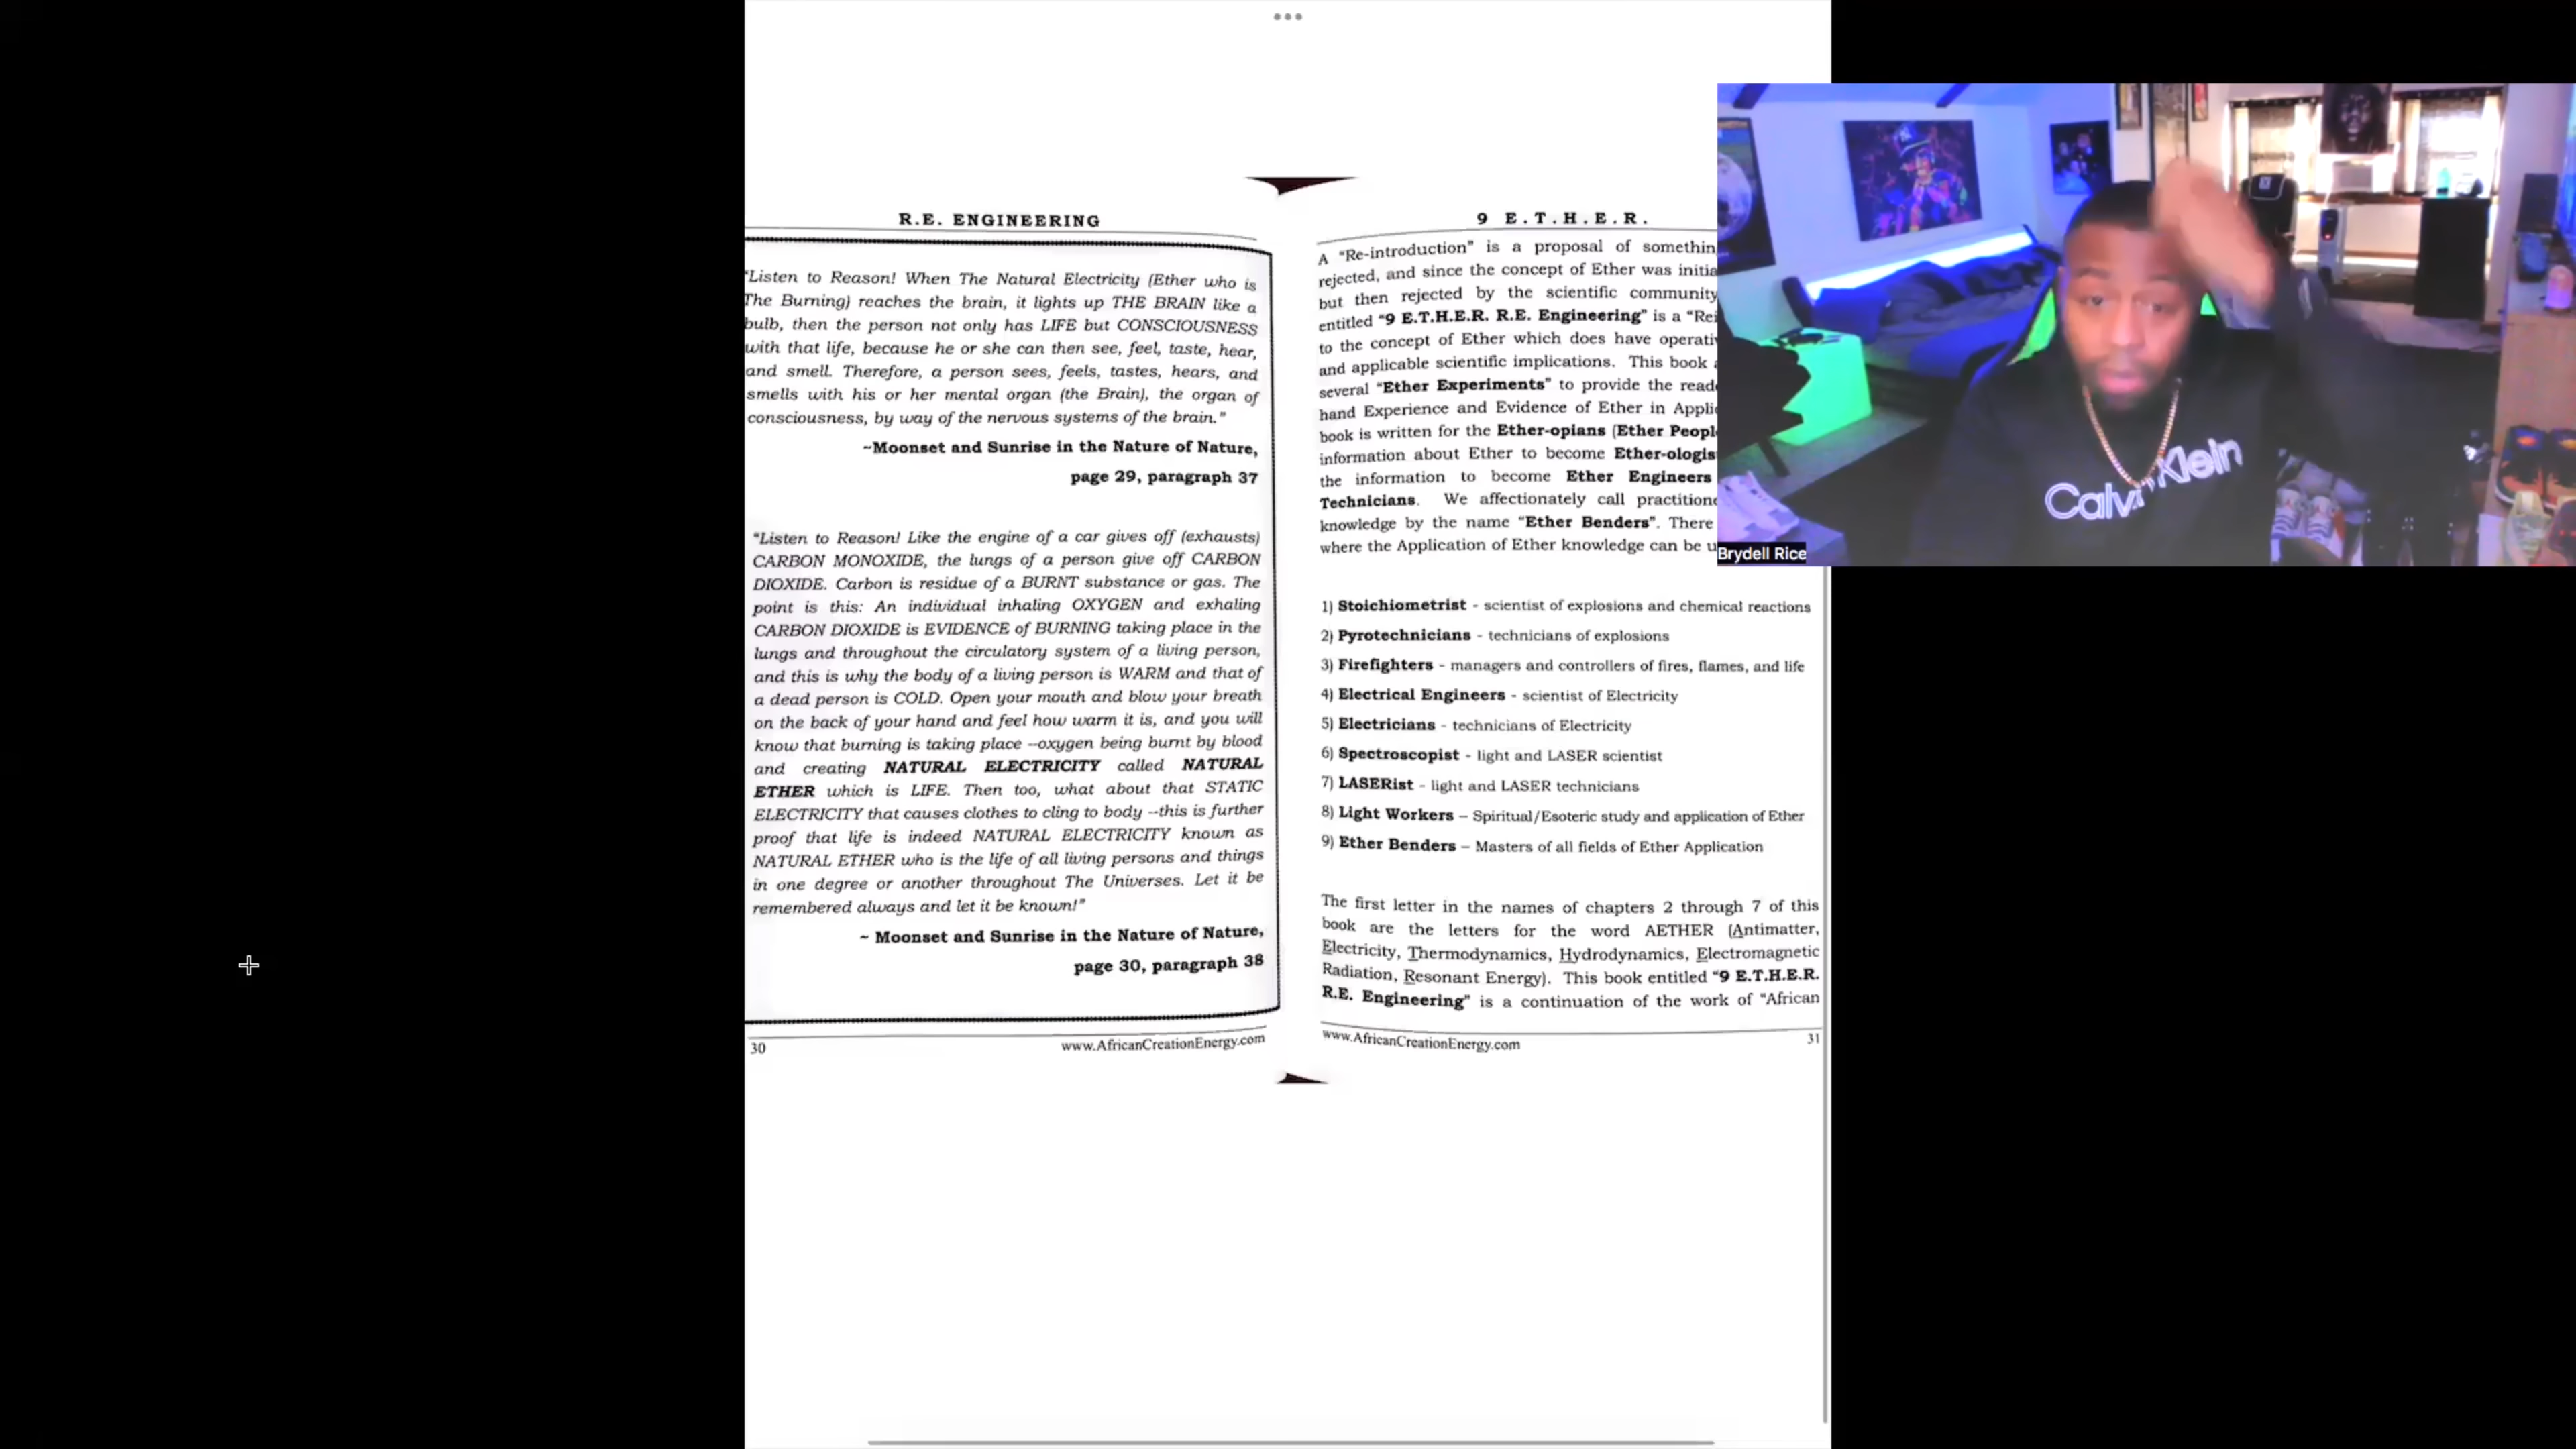 R.E. ENGINEERING
"Listen to Reason! When The Natural Electricity (Ether who is
The Burning) reaches the brain, it lights up THE BRAIN like a
bulb, then the person not only has LIFE but CONSCIOUSNESS
with that life, because he or she can then see, feel, taste, hear,
and smell. Therefore, a person sees, feels, tastes, hears, and
smells with his or her mental organ (the Brain), the organ of
consciousness, by way of the nervous systems of the brain."
~Moonset and Sunrise in the Nature of Nature,
page 29, paragraph 37
"Listen to Reason! Like the engine of a car gives off (exhausts)
CARBON MONOXIDE, the lungs of a person give off CARBON
DIOXIDE. Carbon is residue of a BURNT substance or gas. The
point is this: An individual inhaling OXYGEN and exhaling
CARBON DIOXIDE is EVIDENCE of BURNING taking place in the
lungs and throughout the circulatory system of a living person,
and this is why the body of a living person is WARM and that of
a dead person is COLD. Open your mouth and blow your breath
on the back of your hand and feel how warm it is, and you will
know that burning is taking place --oxygen being burnt by blood
and creating NATURAL ELECTRICITY called NATURAL
ETHER which is LIFE. Then too, what about that STATIC
ELECTRICITY that causes clothes to cling to body --this is further
proof that life is indeed NATURAL ELECTRICITY known as
NATURAL ETHER who is the life of all living persons and things
in one degree or another throughout The Universes. Let it be
remembered always and let it be known!"
~ Moonset and Sunrise in the Nature of Nature,
page 30, paragraph 38
30
www.AfricanCreationEnergy.com
9 E.T.H.E.R.
A "Re-introduction" is a proposal of somethin
rejected, and since the concept of Ether was initia
but then rejected by the scientific community
entitled "9 E.T.H.E.R. R.E. Engineering" is a "Rei
to the concept of Ether which does have operati
and applicable scientific implications. This book
several "Ether Experiments" to provide the read
hand Experience and Evidence of Ether in Appli
book is written for the Ether-opians (Ether Peopl
information about Ether to become Ether-ologis
the information to become Ether Engineers
Technicians. We affectionately call practition
knowledge by the name "Ether Benders". There
where the Application of Ether knowledge can be u
1) Stoichiometrist - scientist of explosions and chemical reactions
2) Pyrotechnicians - technicians of explosions
3) Firefighters - managers and controllers of fires, flames, and life
4) Electrical Engineers - scientist of Electricity
5) Electricians - technicians of Electricity
6) Spectroscopist - light and LASER scientist
7) LASERist - light and LASER technicians
8) Light Workers – Spiritual/Esoteric study and application of Ether
9) Ether Benders – Masters of all fields of Ether Application
The first letter in the names of chapters 2 through 7 of this
book are the letters for the word AETHER (Antimatter,
Electricity, Thermodynamics, Hydrodynamics, Electromagnetic
Radiation, Resonant Energy). This book entitled "9 E.T.H.E.R.
R.E. Engineering" is a continuation of the work of "African
www.AfricanCreationEnergy.com
31
Calvin Klein
Brydell Rice